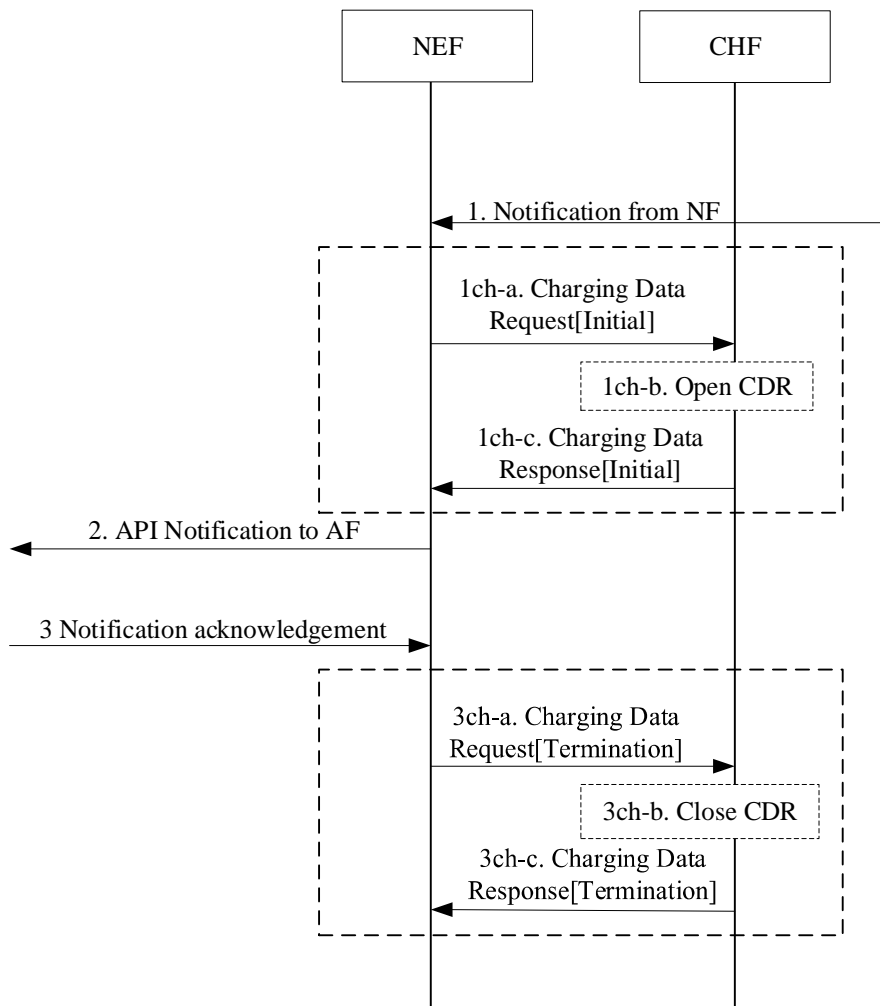 NEF
CHF
1. Notification from NF
1ch-a. Charging Data
Request[Initial]
1ch-b. Open CDR
1ch-c. Charging Data
Response[Initial]
2. API Notification to AF
3 Notification acknowledgement
3ch-a. Charging Data
Request[Termination]
3ch-b. Close CDR
3ch-c. Charging Data
Response[Termination]